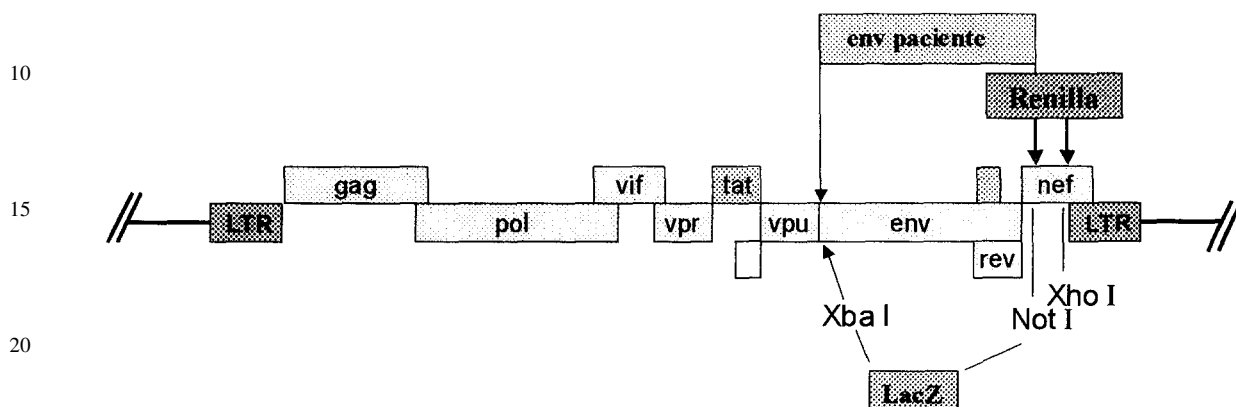 env paciente
10
Renilla
gag vif tat nef
15
LTR pol vpr vpu env LTR
rev
Xba I Not I Xho I
20
LacZ